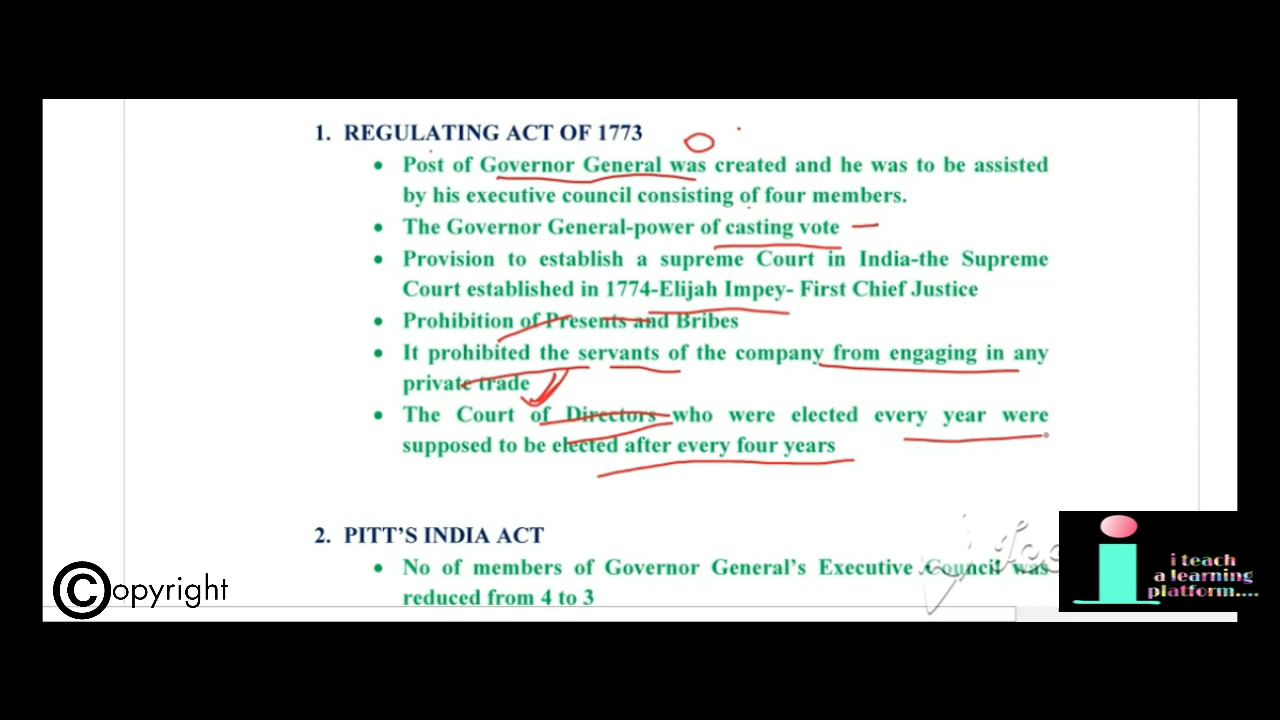 1. REGULATING ACT OF 1773
• Post of Governor General was created and he was to be assisted
by his executive council consisting of four members.
• The Governor General-power of casting vote
• Provision to establish a supreme Court in India-the Supreme
Court established in 1774-Elijah Impey- First Chief Justice
• Prohibition of Presents and Bribes
• It prohibited the servants of the company from engaging in any
private trade
• The Court of Directors who were elected every year were
supposed to be elected after every four years
2. PITT'S INDIA ACT
• No of members of Governor General's Executive Council was
reduced from 4 to 3
©opyright
i teach
a learning
platform....